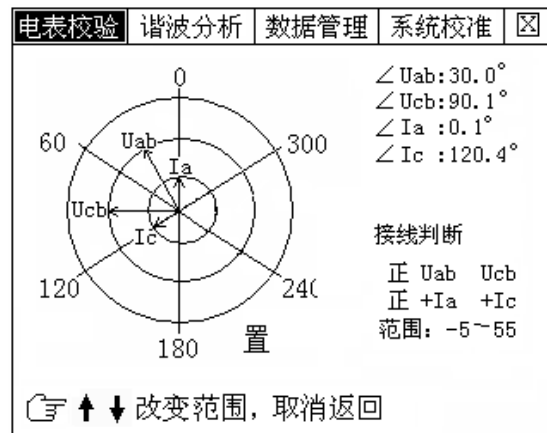 电表校验 谐波分析 数据管理 系统校准 X
0
∠Uab:30.0°
∠Ucb:90.1°
∠Ia :0.1°
∠Ic :120.4°
60
300
Uab
Ia
Ucb
Ic
接线判断
正 Uab Ucb
正 +Ia +Ic
范围: -5~55
120
240
180
置
改变范围，取消返回